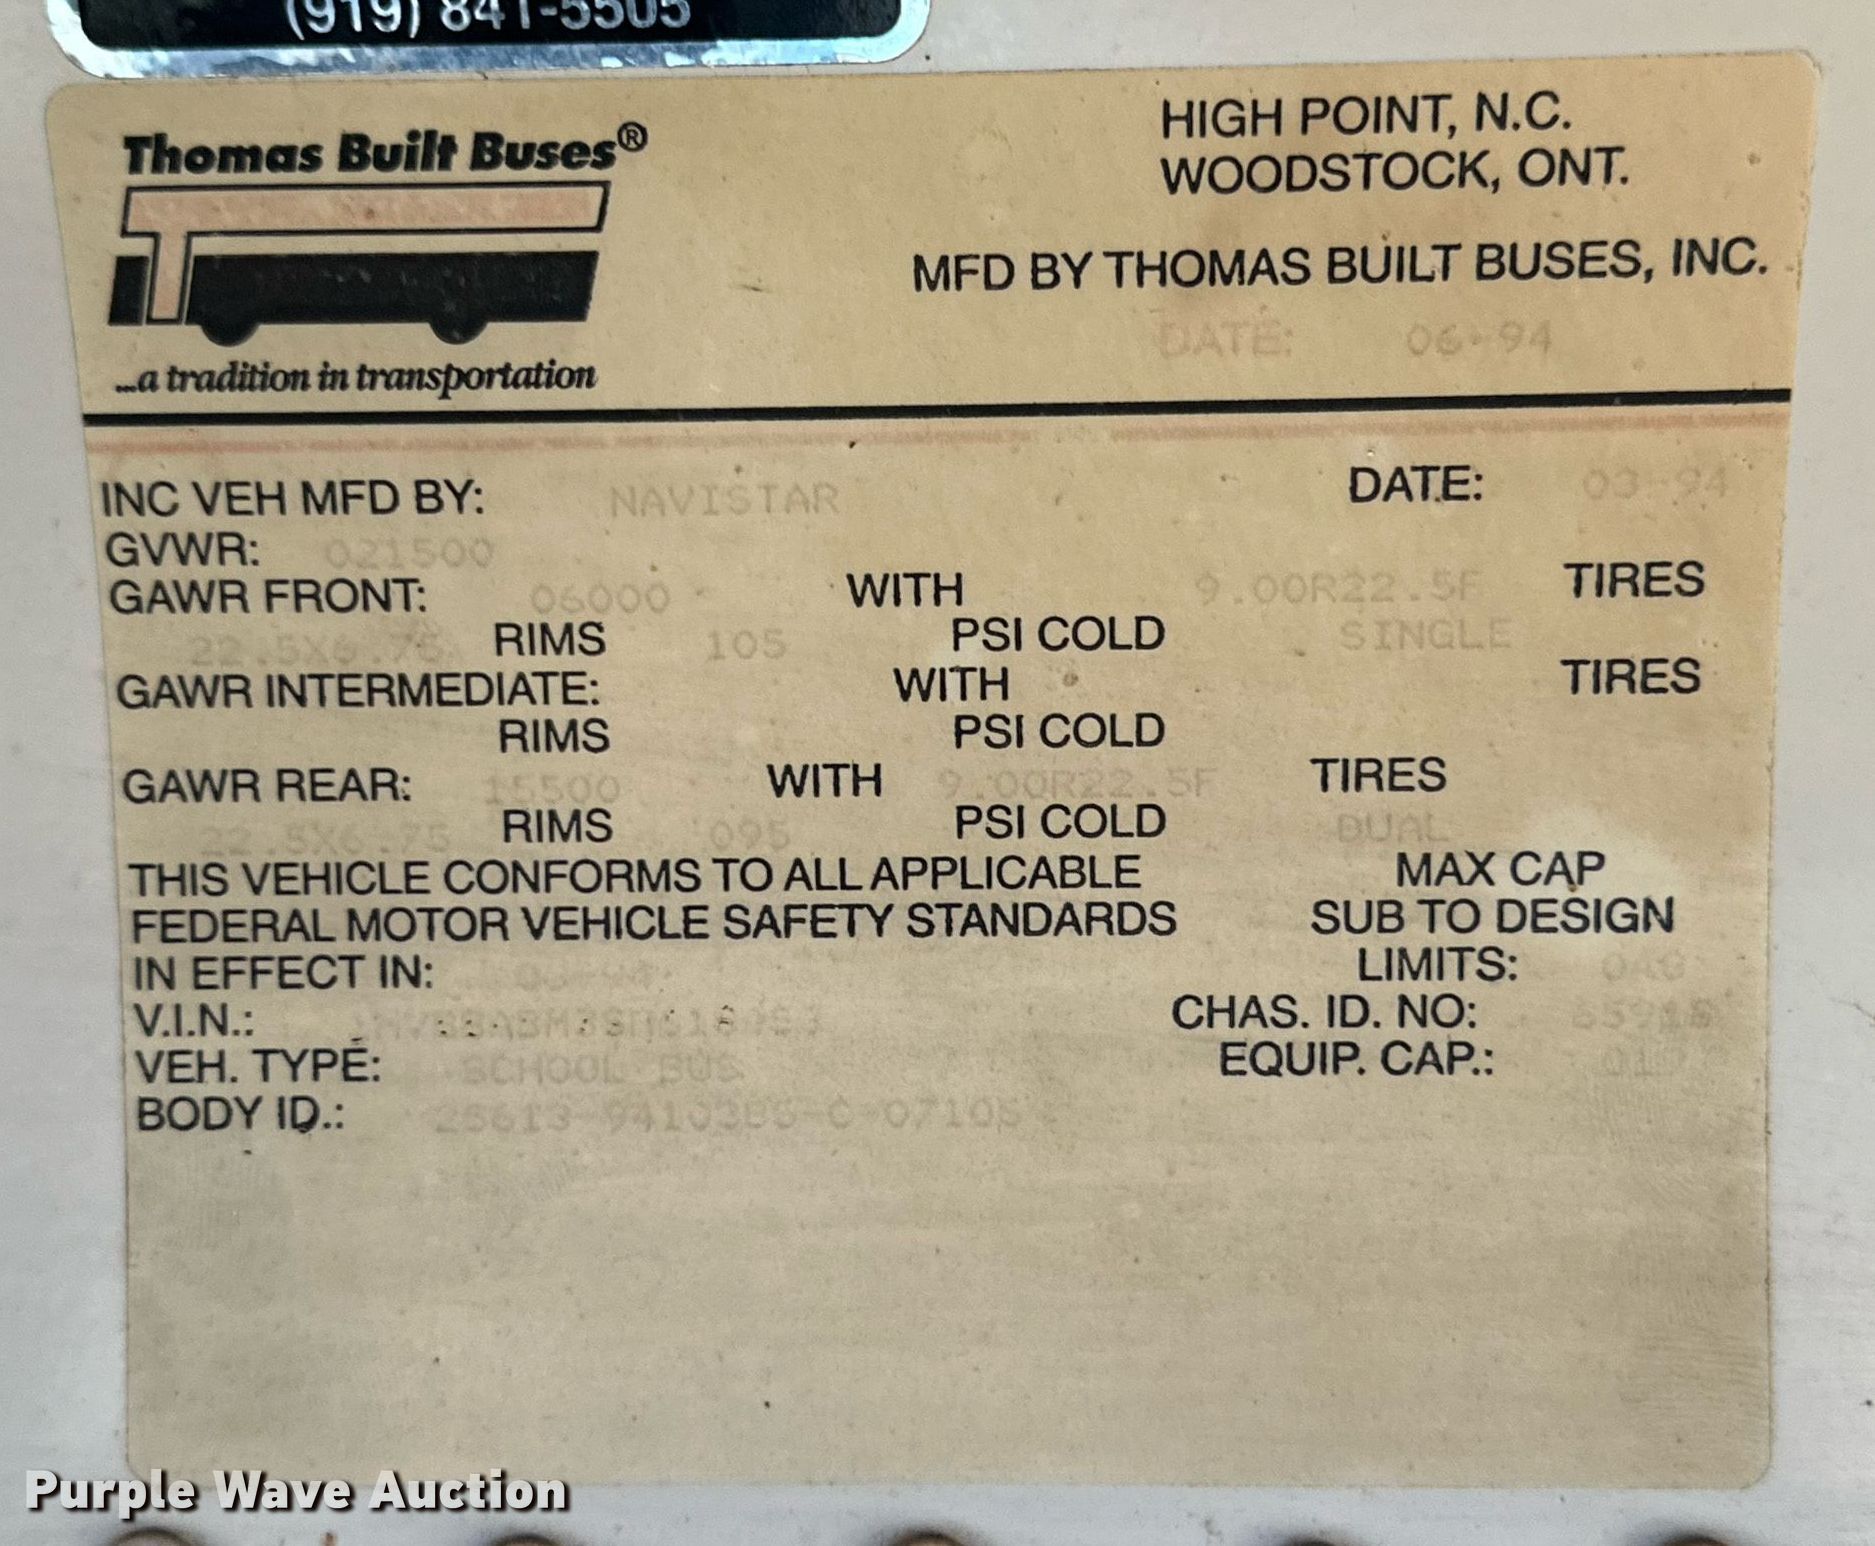 (919) 841-5505
Thomas Built Buses®
...a tradition in transportation
HIGH POINT, N.C.
WOODSTOCK, ONT.
MFD BY THOMAS BUILT BUSES, INC.
DATE: 06-94
INC VEH MFD BY: NAVISTAR DATE: 03-94
GVWR: 021500
GAWR FRONT: 06000 WITH 9.00R22.5F TIRES
22.5X6.75 RIMS 105 PSI COLD SINGLE
GAWR INTERMEDIATE: WITH TIRES
RIMS PSI COLD
GAWR REAR: 15500 WITH 9.00R22.5F TIRES
22.5X6.75 RIMS 095 PSI COLD DUAL
THIS VEHICLE CONFORMS TO ALL APPLICABLE MAX CAP
FEDERAL MOTOR VEHICLE SAFETY STANDARDS SUB TO DESIGN
IN EFFECT IN: 03-94 LIMITS:
V.I.N.: CHAS. ID. NO:
VEH. TYPE: SCHOOL BUS EQUIP. CAP.:
BODY ID.:
Purple Wave Auction